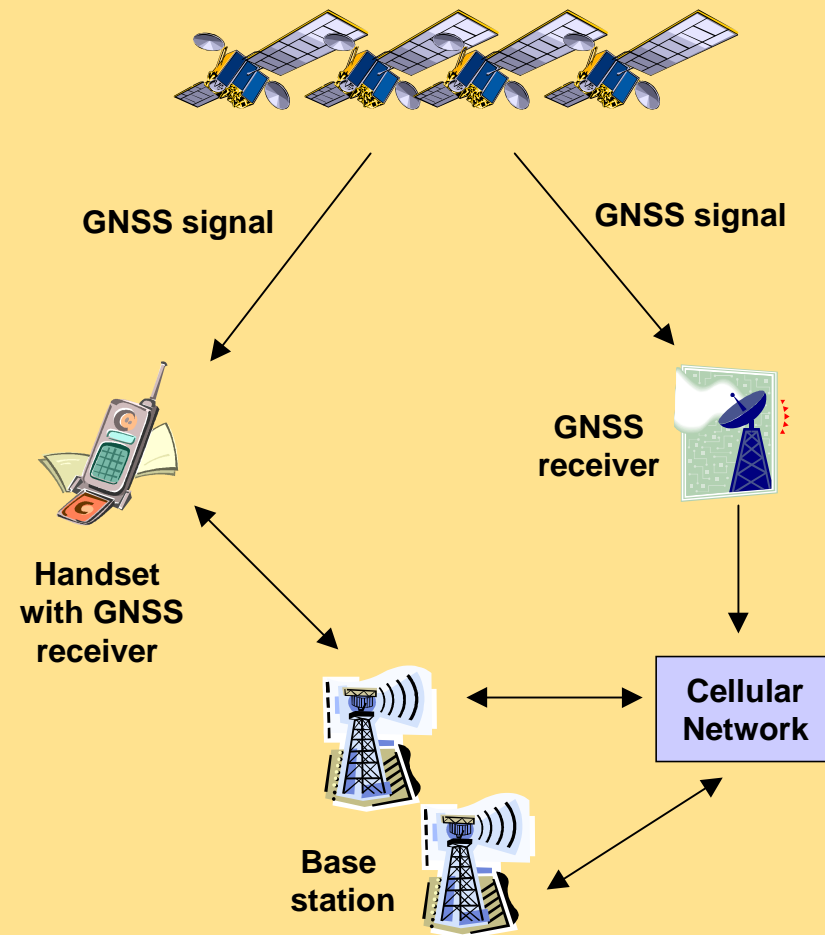 GNSS signal
GNSS signal
GNSS
receiver
Handset
with GNSS
receiver
Cellular
Network
Base
station